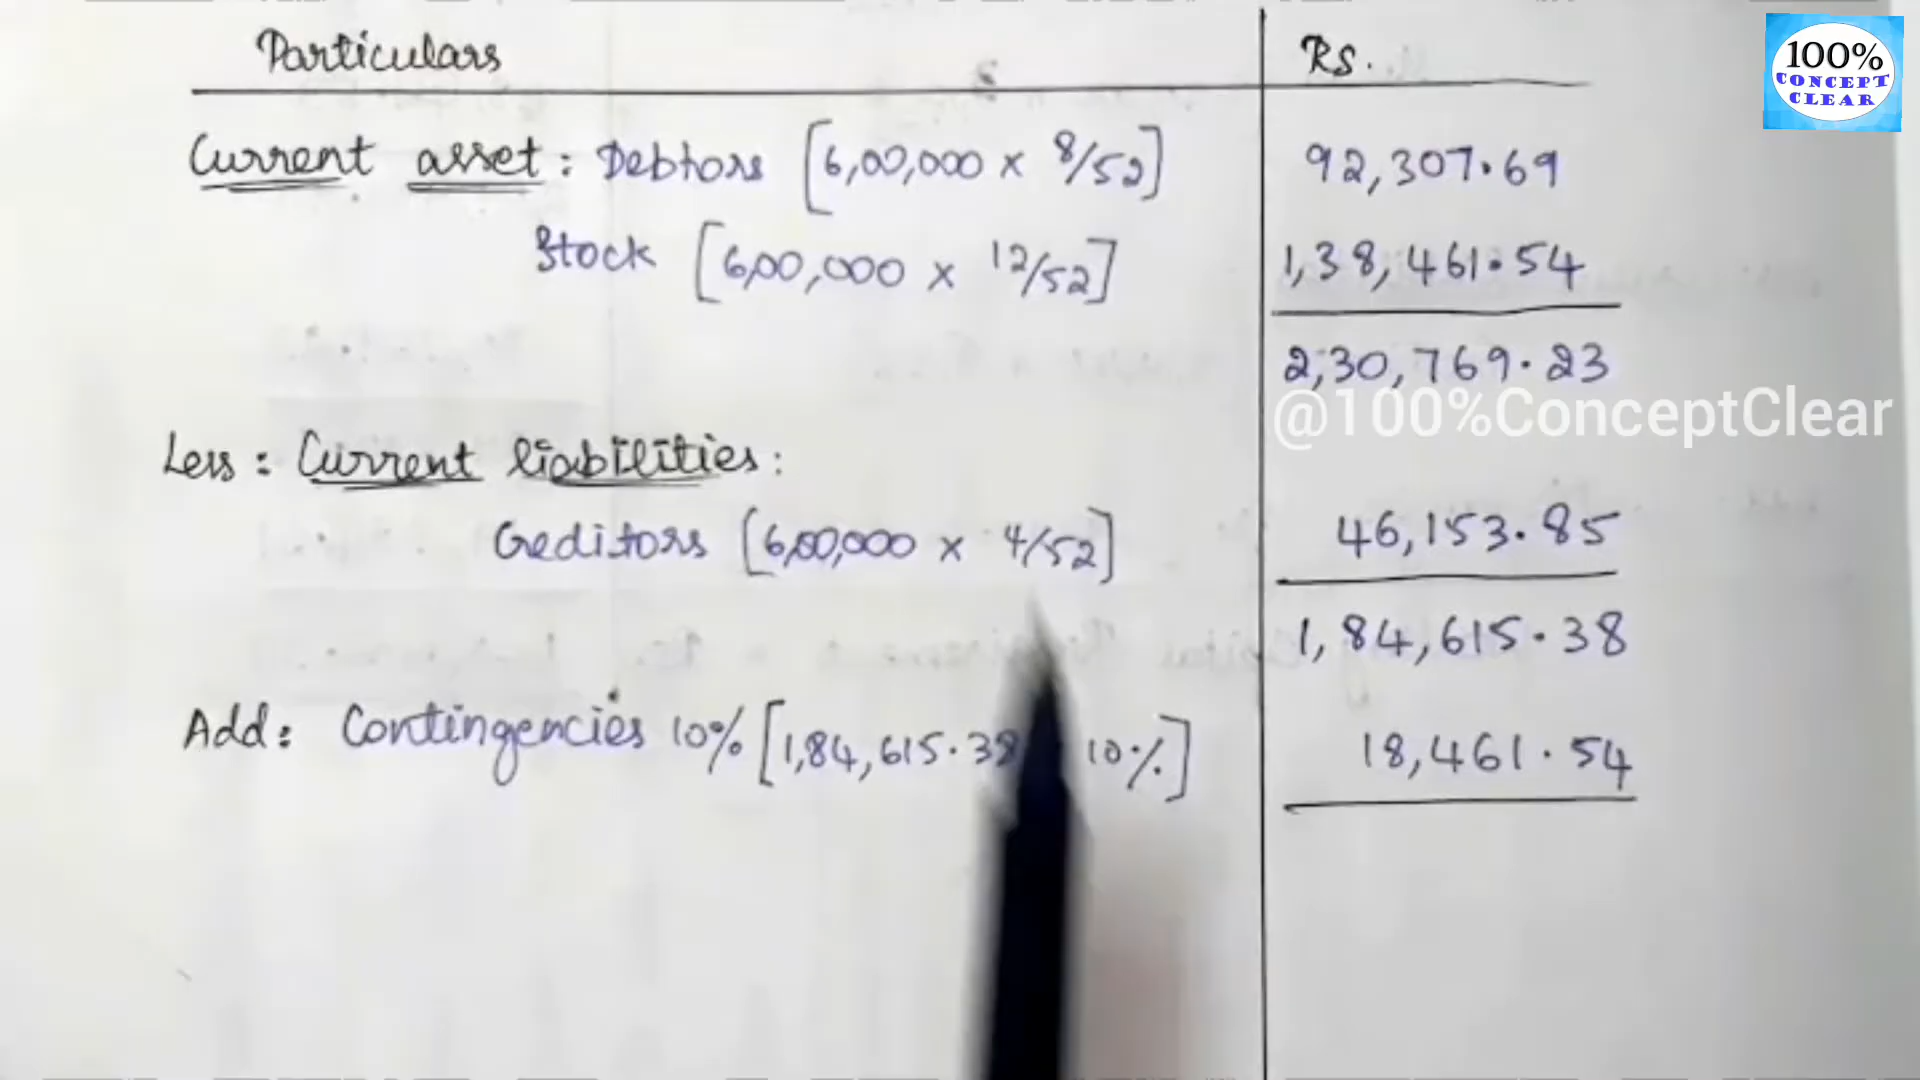 Particulars Rs.
100%
CONCEPT
CLEAR
Current asset: Debtors [6,00,000 x 8/52] 92,307.69
Stock [6,00,000 x 12/52] 1,38,461.54
2,30,769.23
@100%ConceptClear
Less: Current liabilities:
Creditors [6,00,000 x 4/52] 46,153.85
1,84,615.38
Add: Contingencies 10% [1,84,615.38 10%] 18,461.54